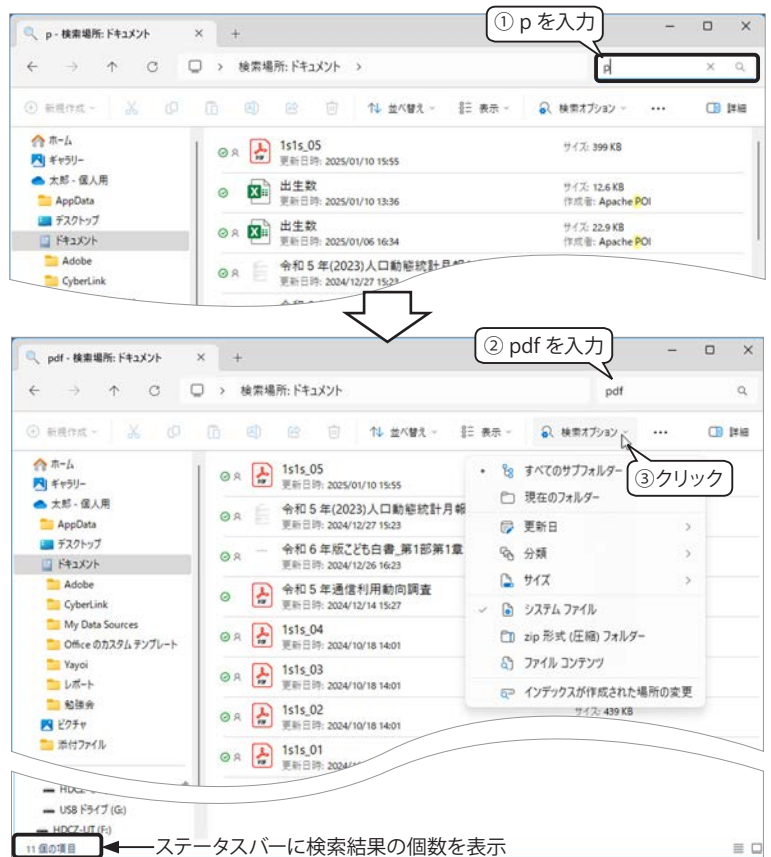 ① p を入力
p - 検索場所: ドキュメント
検索場所: ドキュメント
p
新規作成
並べ替え
表示
検索オプション
詳細
ホーム
ギャラリー
太郎 - 個人用
AppData
デスクトップ
ドキュメント
Adobe
CyberLink
1s1s_05
更新日時: 2025/01/10 15:55
サイズ: 399 KB
出生数
更新日時: 2025/01/10 13:36
サイズ: 12.6 KB
作成者: Apache POI
出生数
更新日時: 2025/01/06 16:34
サイズ: 22.9 KB
作成者: Apache POI
令和 5 年(2023)人口動態統計月報
更新日時: 2024/12/27 15:23
② pdf を入力
pdf - 検索場所: ドキュメント
検索場所: ドキュメント
pdf
新規作成
並べ替え
表示
検索オプション
詳細
③クリック
ホーム
ギャラリー
太郎 - 個人用
AppData
デスクトップ
ドキュメント
Adobe
CyberLink
My Data Sources
Office のカスタム テンプレート
Yayoi
レポート
勉強会
ピクチャ
添付ファイル
USB ドライブ (G:)
HDCZ-UT (F:)
1s1s_05
更新日時: 2025/01/10 15:55
令和 5 年(2023)人口動態統計月報
更新日時: 2024/12/27 15:23
令和 6 年版こども白書_第1部第1章
更新日時: 2024/12/26 16:23
令和 5 年通信利用動向調査
更新日時: 2024/12/14 15:27
1s1s_04
更新日時: 2024/10/18 14:01
1s1s_03
更新日時: 2024/10/18 14:01
1s1s_02
更新日時: 2024/10/18 14:01
サイズ: 439 KB
1s1s_01
更新日時:
すべてのサブフォルダー
現在のフォルダー
更新日
分類
サイズ
システム ファイル
zip 形式 (圧縮) フォルダー
ファイル コンテンツ
インデックスが作成された場所の変更
11 個の項目
ステータスバーに検索結果の個数を表示